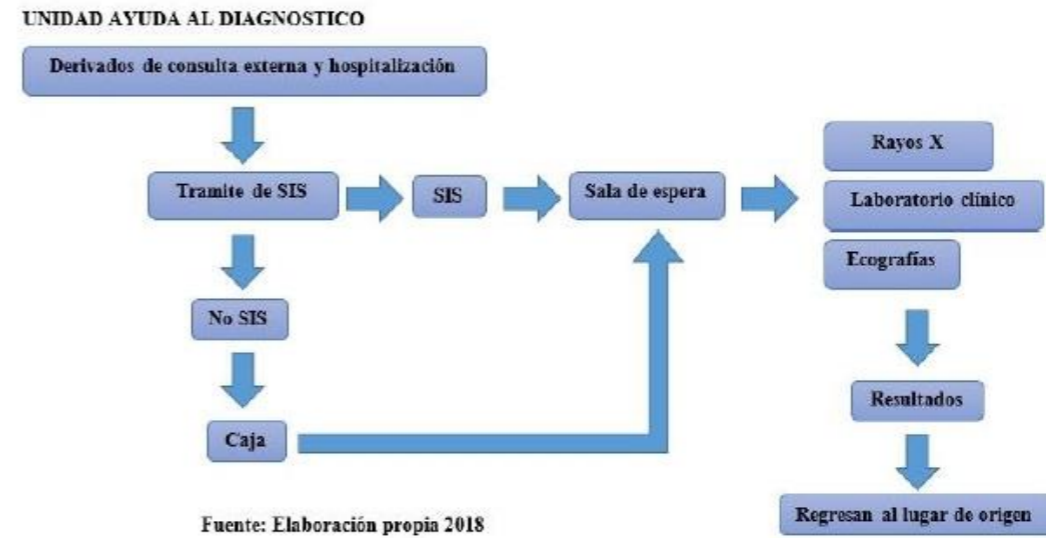 UNIDAD AYUDA AL DIAGNOSTICO
Derivados de consulta externa y hospitalización
Tramite de SIS
SIS
Sala de espera
Rayos X
Laboratorio clínico
Ecografías
No SIS
Caja
Resultados
Regresan al lugar de origen
Fuente: Elaboración propia 2018